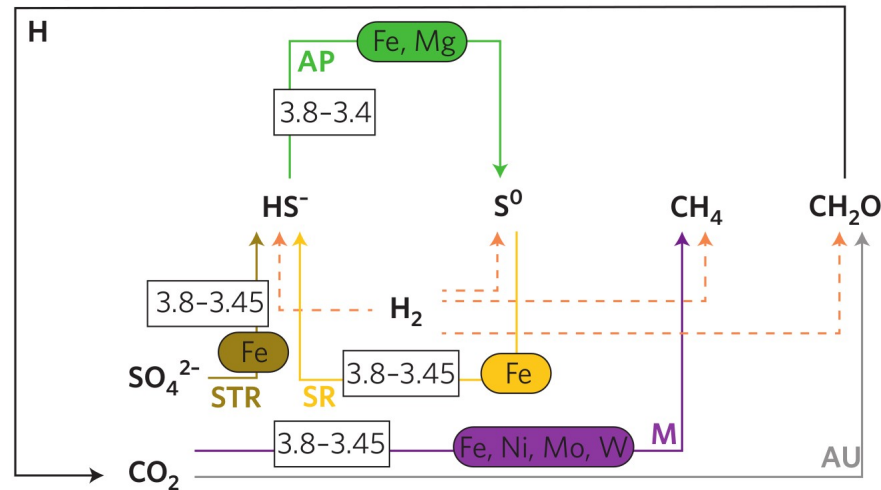 H
Fe, Mg
AP
3.8–3.4
HS⁻
S⁰
CH₄
CH₂O
3.8–3.45
H₂
Fe
SO₄²⁻
STR
SR
3.8–3.45
Fe
3.8–3.45
Fe, Ni, Mo, W
M
AU
CO₂